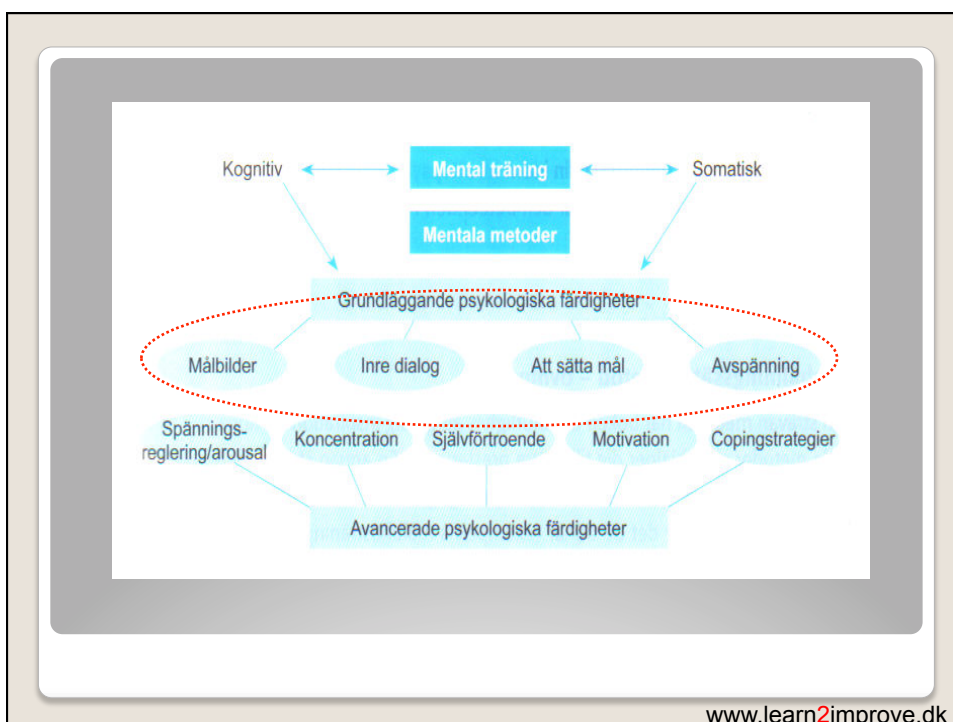 Kognitiv
Mental träning
Somatisk
Mentala metoder
Grundläggande psykologiska färdigheter
Målbilder
Inre dialog
Att sätta mål
Avspänning
Spännings-
reglering/arousal
Koncentration
Självförtroende
Motivation
Copingstrategier
Avancerade psykologiska färdigheter
www.learn2improve.dk